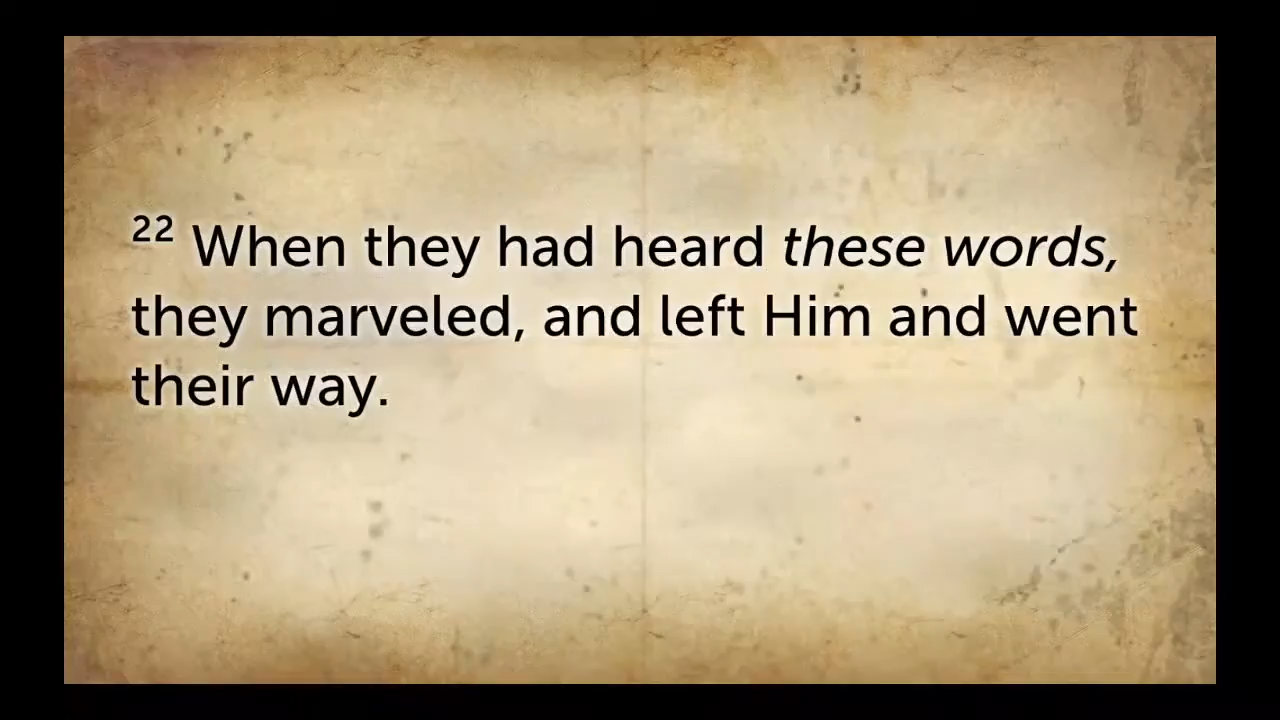 22 When they had heard these words,
they marveled, and left Him and went
their way.